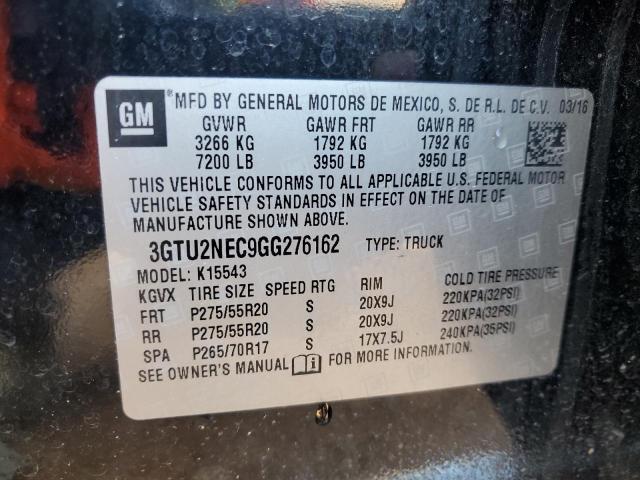 GM ® MFD BY GENERAL MOTORS DE MEXICO, S. DE R.L. DE C.V. 03/16
GVWR GAWR FRT GAWR RR
3266 KG 1792 KG 1792 KG
7200 LB 3950 LB 3950 LB
THIS VEHICLE CONFORMS TO ALL APPLICABLE U.S. FEDERAL MOTOR
VEHICLE SAFETY STANDARDS IN EFFECT ON THE DATE OF
MANUFACTURE SHOWN ABOVE.
3GTU2NEC9GG276162 TYPE: TRUCK
MODEL: K15543
KGVX TIRE SIZE SPEED RTG RIM COLD TIRE PRESSURE
FRT P275/55R20 S 20X9J 220KPA(32PSI)
RR P275/55R20 S 20X9J 220KPA(32PSI)
SPA P265/70R17 S 17X7.5J 240KPA(35PSI)
SEE OWNER'S MANUAL FOR MORE INFORMATION.